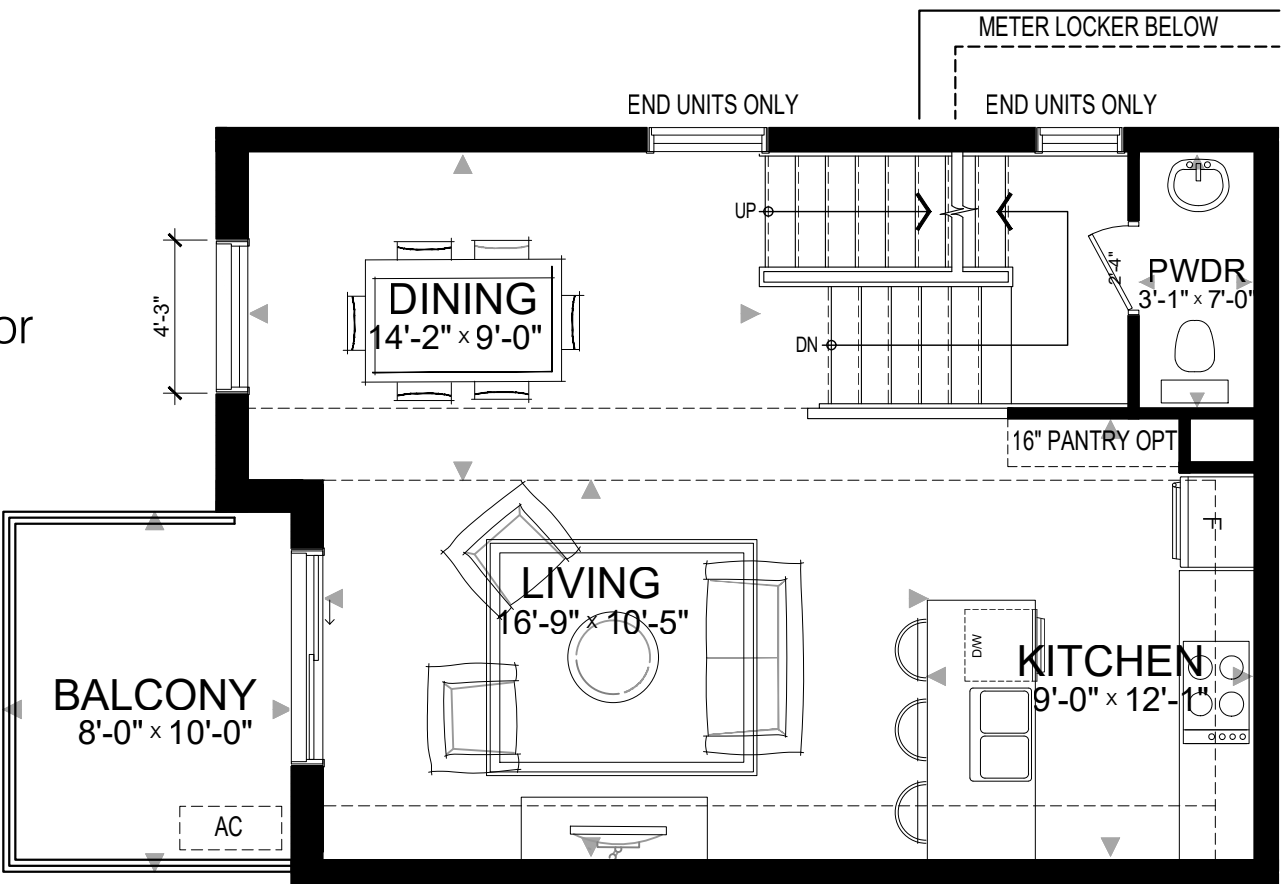 METER LOCKER BELOW
END UNITS ONLY
END UNITS ONLY
UP
2'-4"
PWDR
3'-1" x 7'-0"
DINING
14'-2" x 9'-0"
4'-3"
or
DN
16" PANTRY OPT
F
LIVING
16'-9" x 10'-5"
D/W
KITCHEN
9'-0" x 12'-1"
BALCONY
8'-0" x 10'-0"
AC